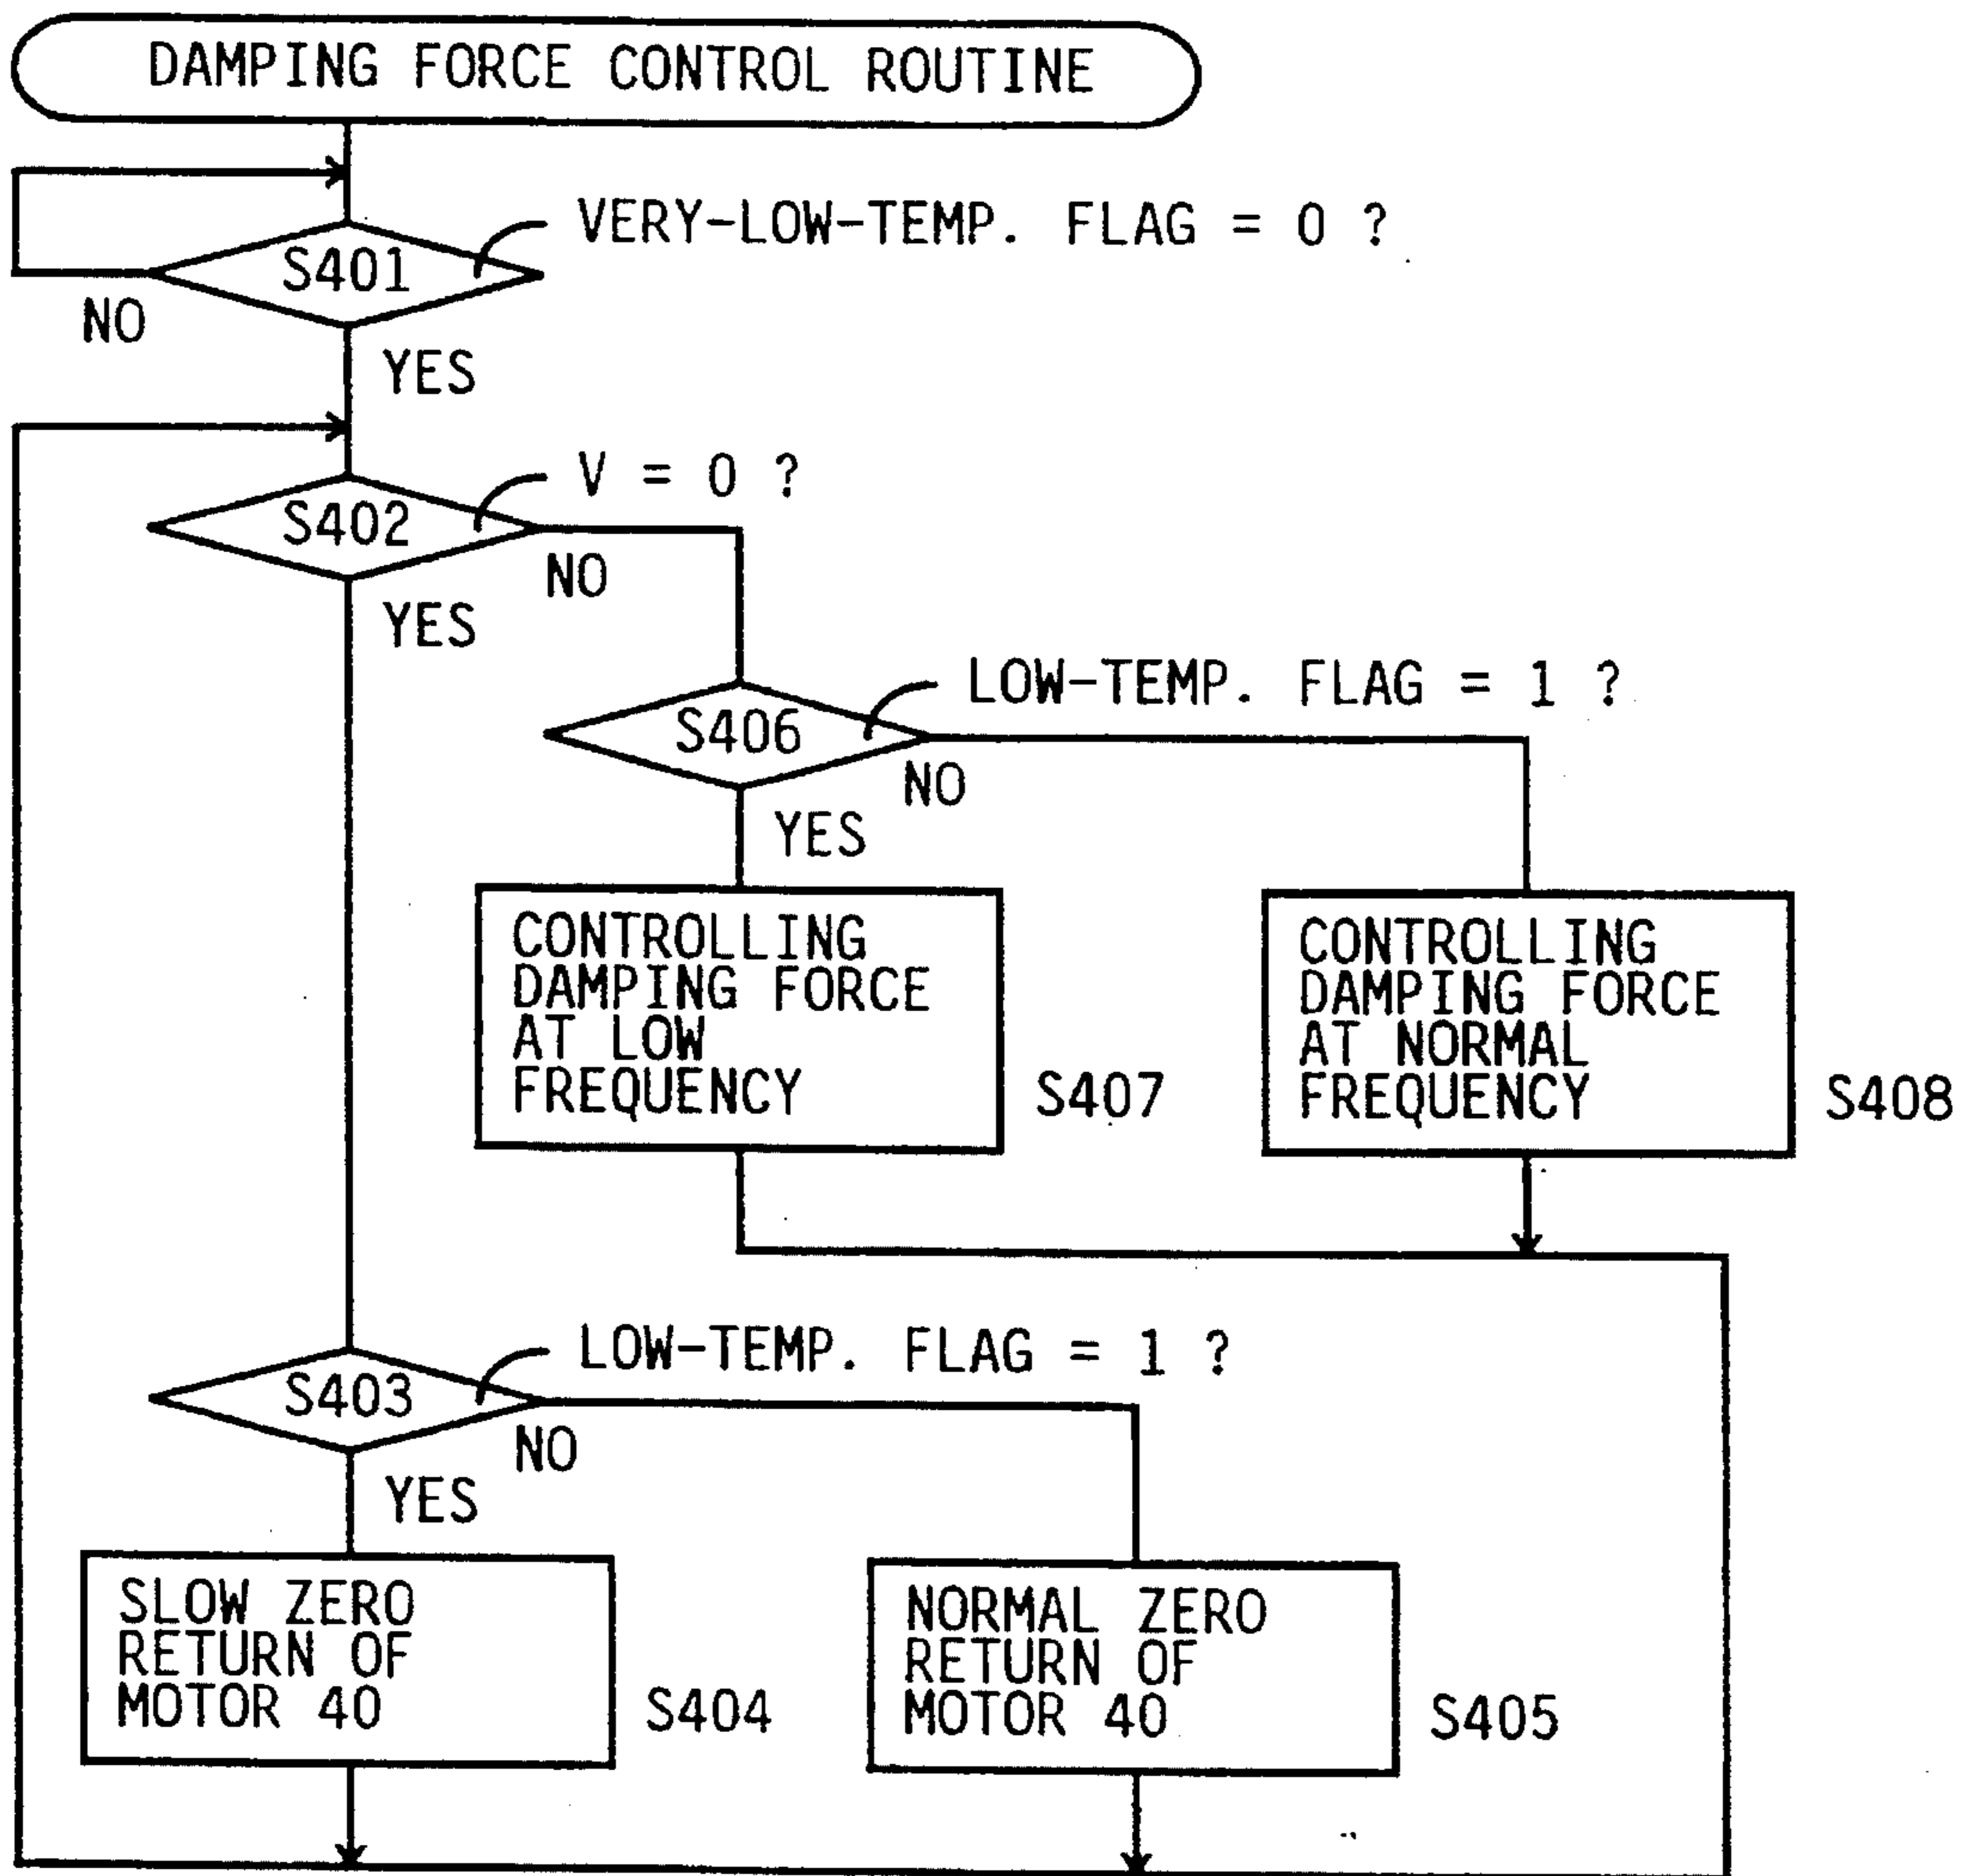 DAMPING FORCE CONTROL ROUTINE
VERY-LOW-TEMP. FLAG = 0 ?
S401
NO
YES
V = 0 ?
S402
NO
YES
LOW-TEMP. FLAG = 1 ?
S406
NO
YES
CONTROLLING
DAMPING FORCE
AT LOW
FREQUENCY
S407
CONTROLLING
DAMPING FORCE
AT NORMAL
FREQUENCY
S408
LOW-TEMP. FLAG = 1 ?
S403
NO
YES
SLOW ZERO
RETURN OF
MOTOR 40
S404
NORMAL ZERO
RETURN OF
MOTOR 40
S405